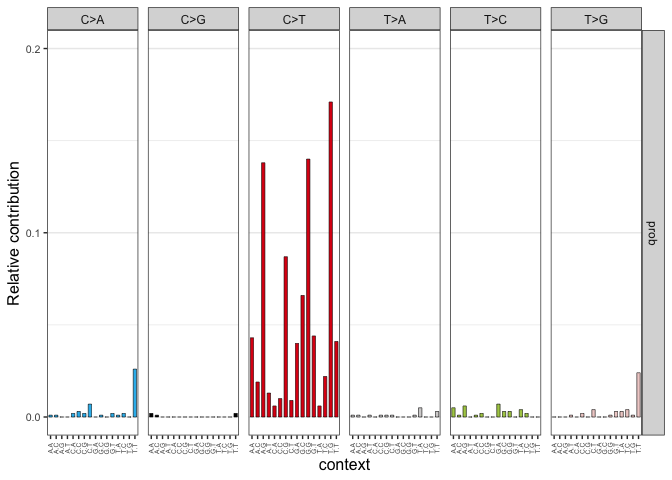 C>A C>G C>T T>A T>C T>G
0.2
0.1
0.0
Relative contribution
prob
A.A A.C A.G A.T C.A C.C C.G C.T G.A G.C G.G G.T T.A T.C T.G T.T A.A A.C A.G A.T C.A C.C C.G C.T G.A G.C G.G G.T T.A T.C T.G T.T A.A A.C A.G A.T C.A C.C C.G C.T G.A G.C G.G G.T T.A T.C T.G T.T A.A A.C A.G A.T C.A C.C C.G C.T G.A G.C G.G G.T T.A T.C T.G T.T A.A A.C A.G A.T C.A C.C C.G C.T G.A G.C G.G G.T T.A T.C T.G T.T A.A A.C A.G A.T C.A C.C C.G C.T G.A G.C G.G G.T T.A T.C T.G T.T
context